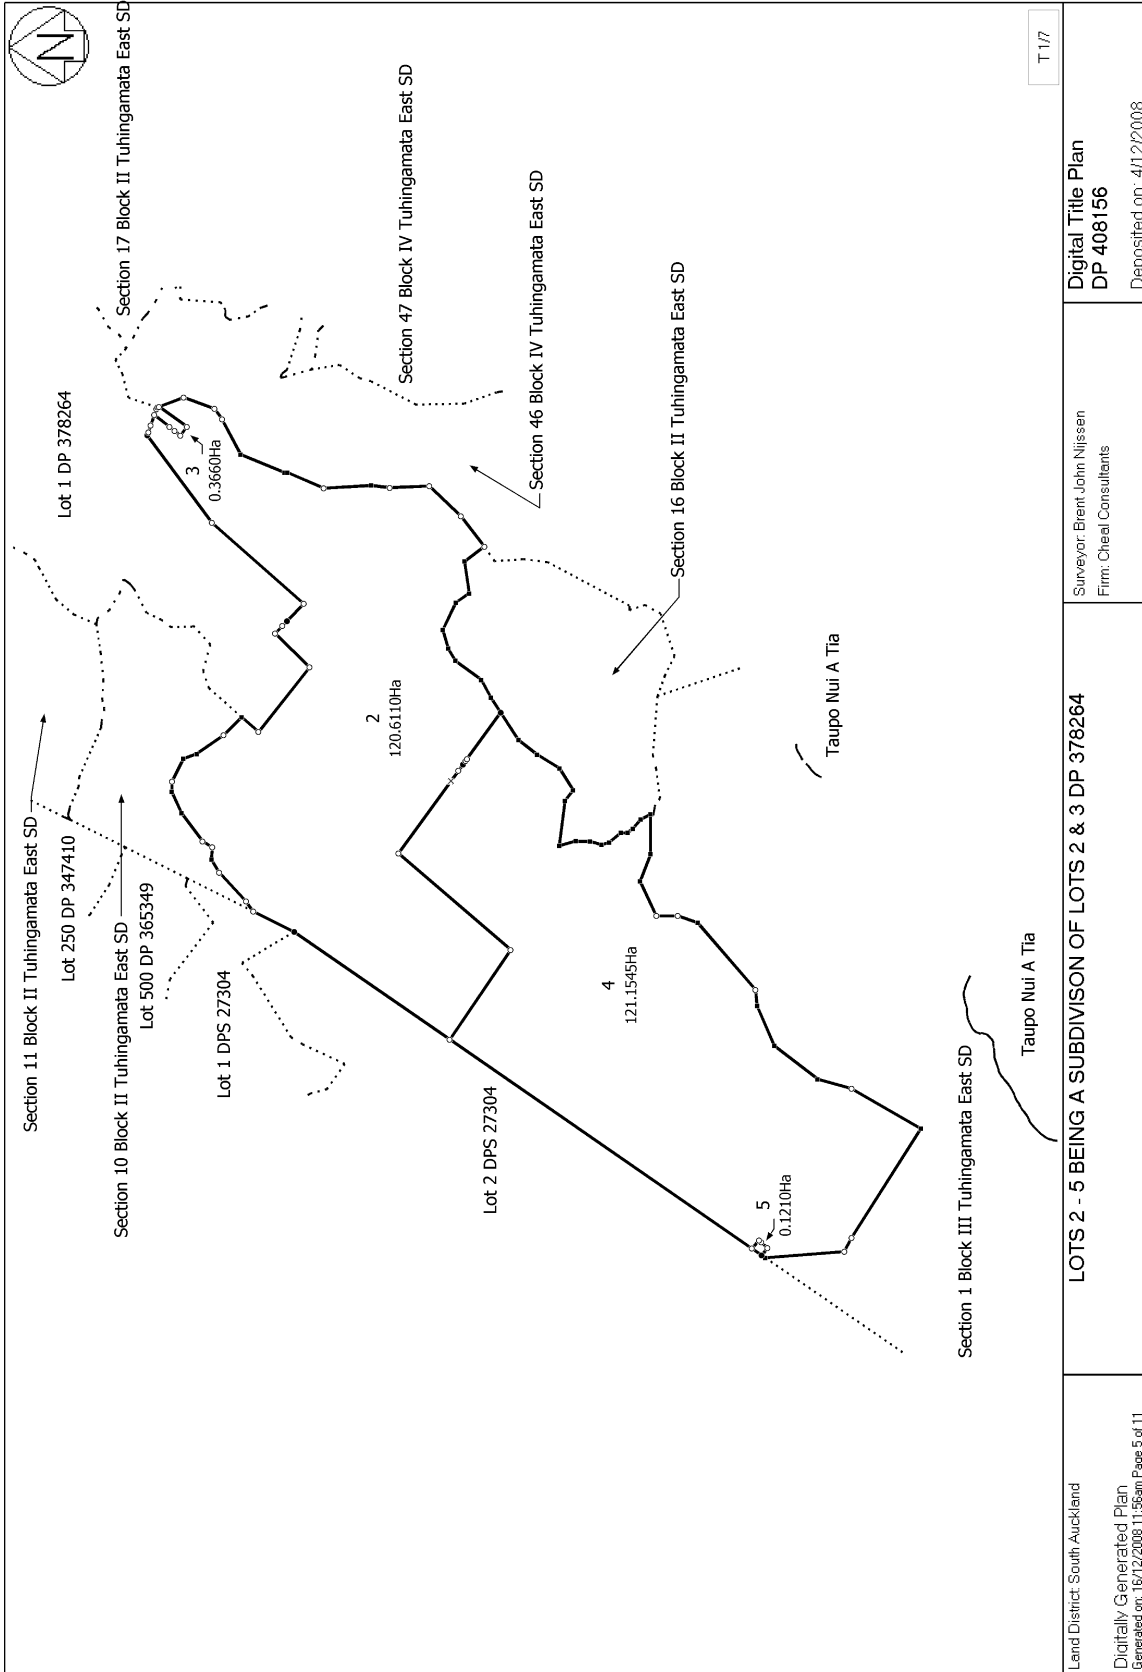 N
Section 17 Block II Tuhingamata East SD
Lot 1 DP 378264
Section 47 Block IV Tuhingamata East SD
Section 46 Block IV Tuhingamata East SD
Section 16 Block II Tuhingamata East SD
3
0.3660Ha
Section 11 Block II Tuhingamata East SD
Lot 250 DP 347410
Section 10 Block II Tuhingamata East SD
Lot 500 DP 365349
Lot 1 DPS 27304
2
120.6110Ha
Taupo Nui A Tia
4
121.1545Ha
Lot 2 DPS 27304
5
0.1210Ha
Section 1 Block III Tuhingamata East SD
Taupo Nui A Tia
T 1/7
Land District: South Auckland
Digitally Generated Plan
Generated on: 16/12/2008 11:56am Page 5 of 11
LOTS 2 - 5 BEING A SUBDIVISON OF LOTS 2 & 3 DP 378264
Surveyor: Brent John Nijssen
Firm: Cheal Consultants
Digital Title Plan
DP 408156
Deposited on: 4/12/2008